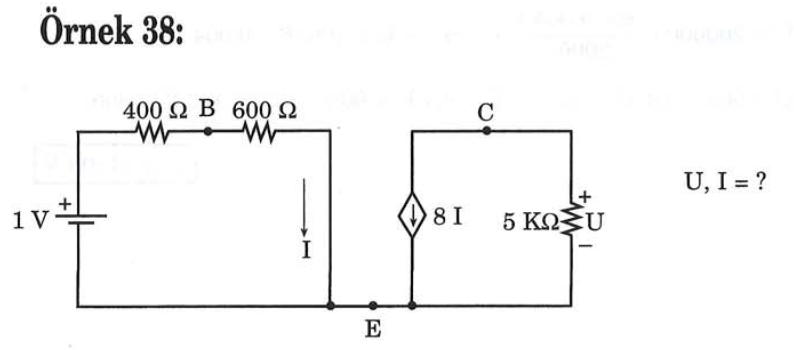 Örnek 38:
400 Ω B 600 Ω
C
U, I = ?
+
1 V
I
8 I
5 KΩ
+
U
−
E